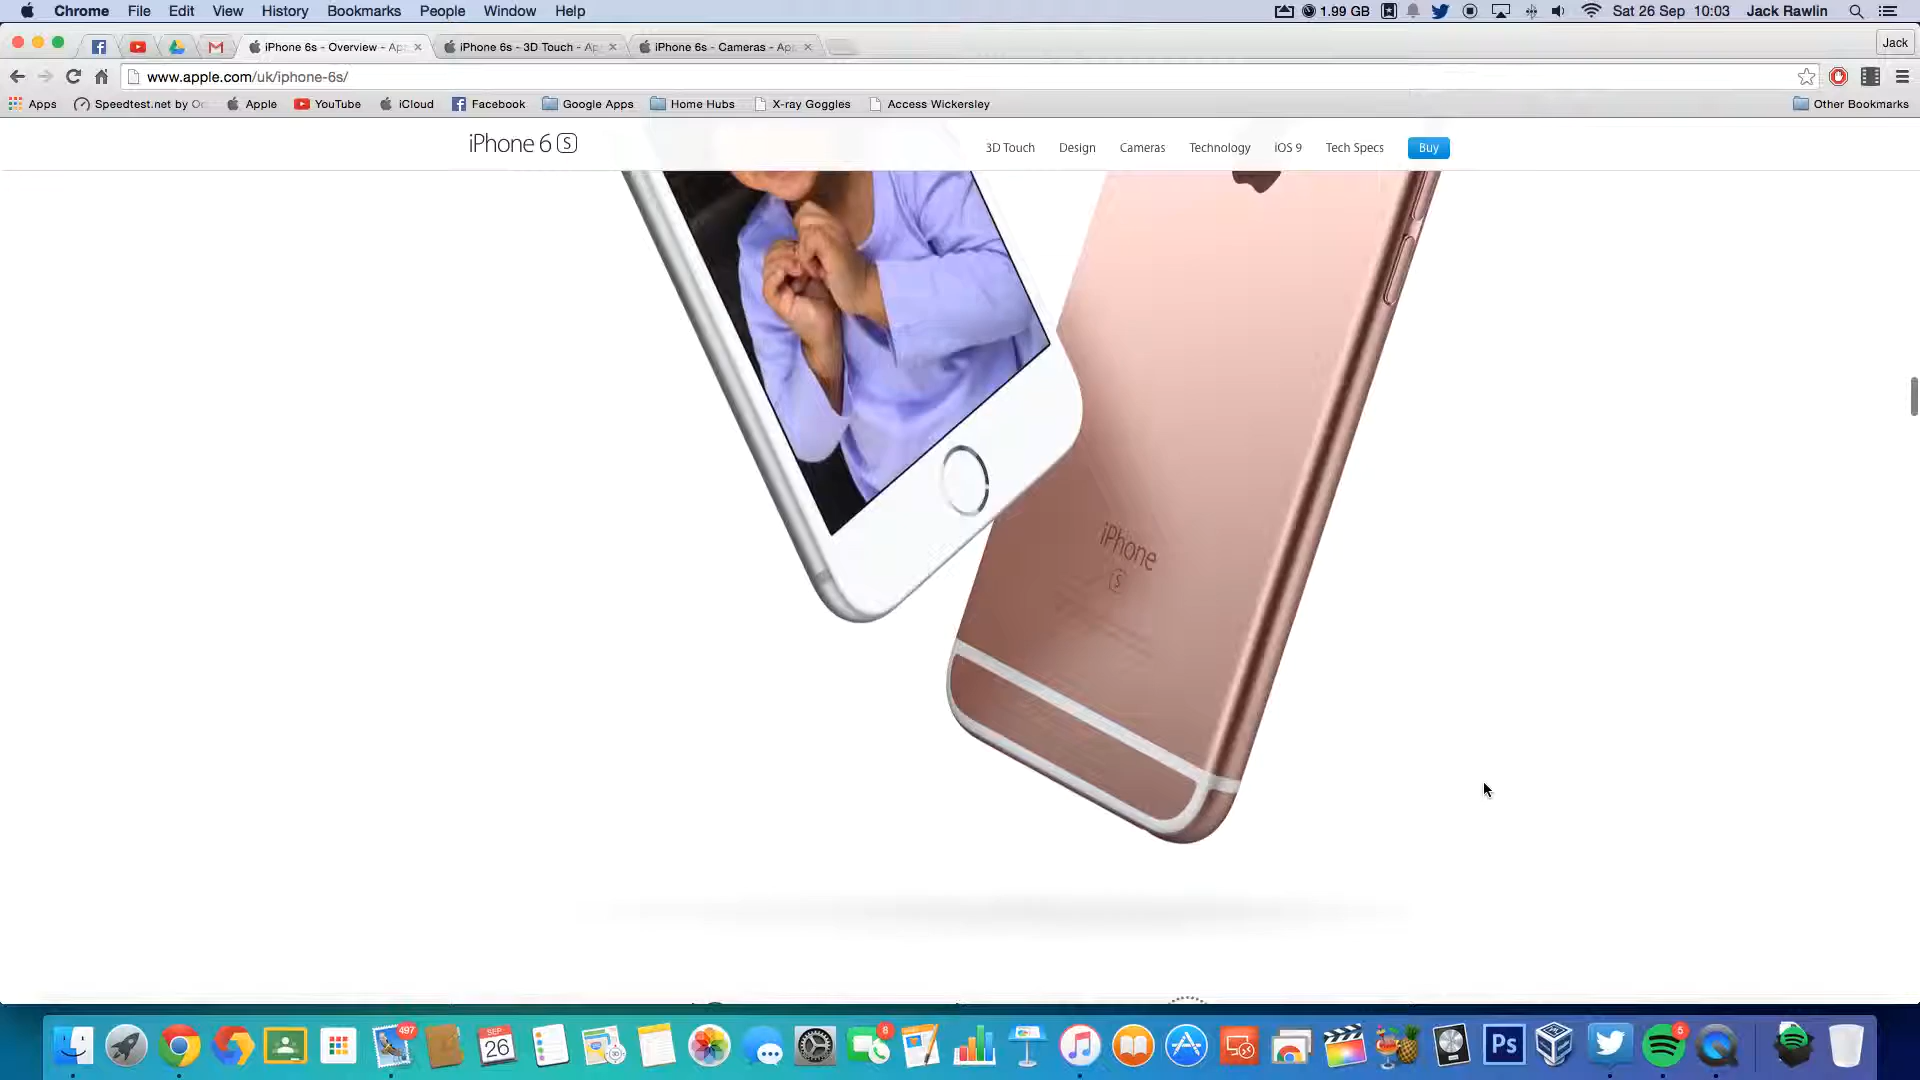 Chrome File Edit View History Bookmarks People Window Help 1.99 GB Sat 26 Sep 10:03 Jack Rawlin
iPhone 6s - Overview - Ap iPhone 6s - 3D Touch - Ap iPhone 6s - Cameras - App Jack
www.apple.com/uk/iphone-6s/
Apps Speedtest.net by O Apple YouTube iCloud Facebook Google Apps Home Hubs X-ray Goggles Access Wickersley Other Bookmarks
iPhone 6 S 3D Touch Design Cameras Technology iOS 9 Tech Specs Buy
iPhone
S
497 SEP 26 8 Ps 5